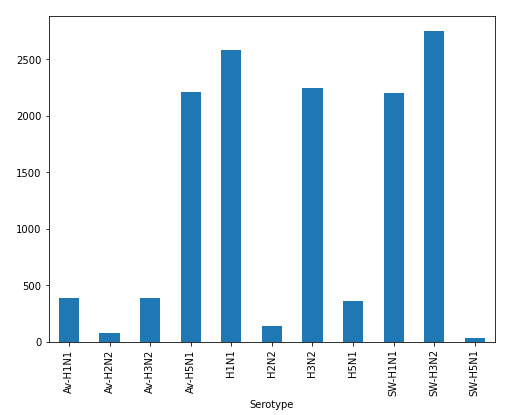 2500
2000
1500
1000
500
0
Av-H1N1
Av-H2N2
Av-H3N2
Av-H5N1
H1N1
H2N2
H3N2
H5N1
SW-H1N1
SW-H3N2
SW-H5N1
Serotype